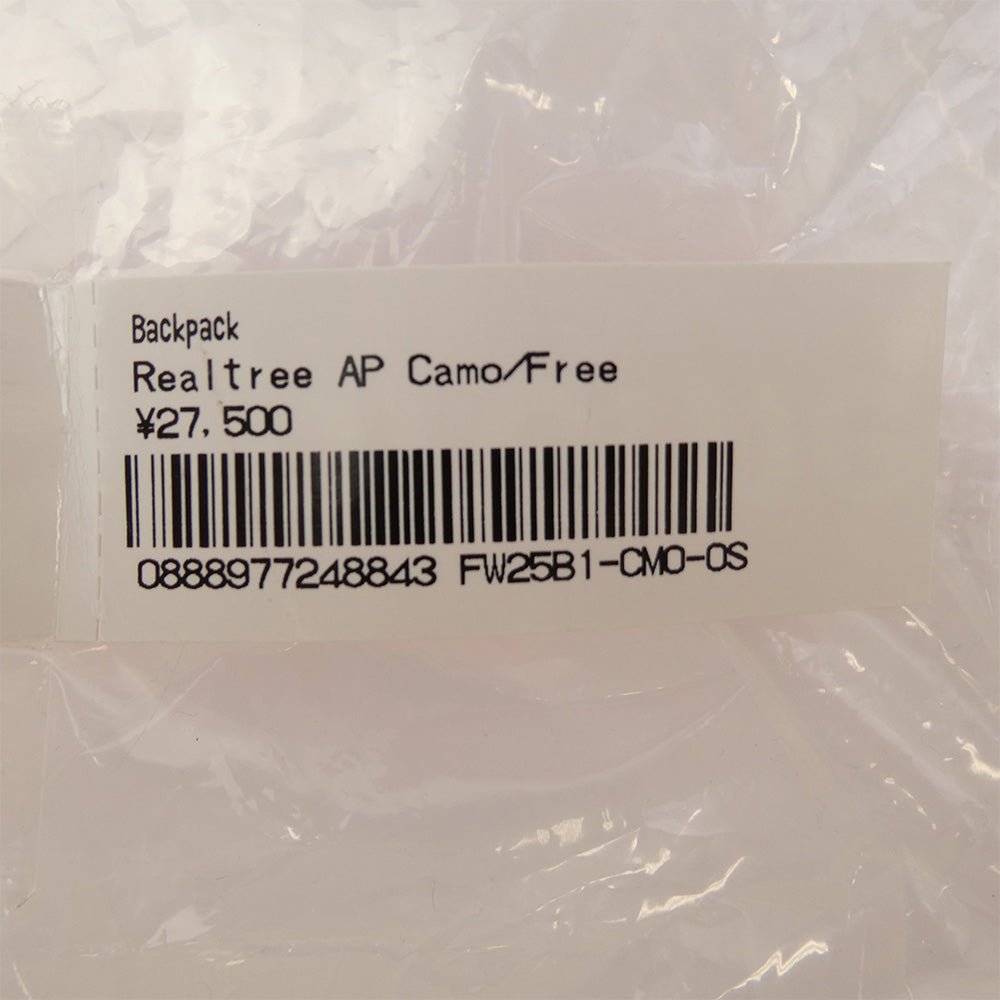 Backpack
Realtree AP Camo/Free
¥27,500
0888977248843 FW25B1-CMO-OS